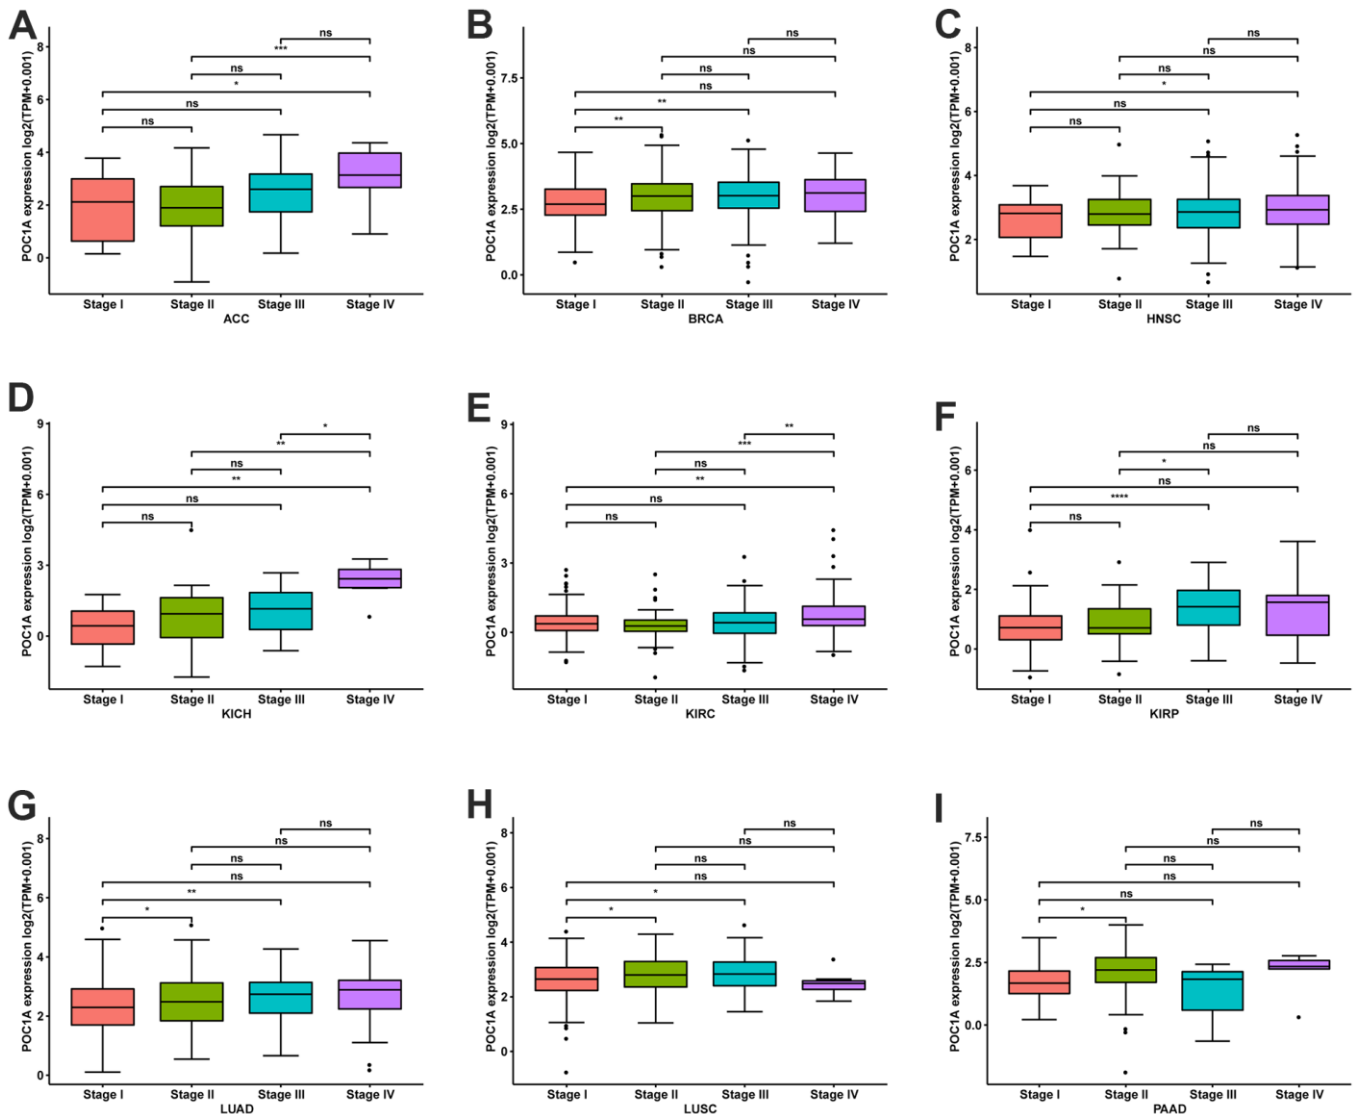 A
POC1A expression log2(TPM+0.001)
8
6
4
2
0
ns
***
ns
*
ns
ns
Stage I Stage II Stage III Stage IV
ACC
B
POC1A expression log2(TPM+0.001)
7.5
5.0
2.5
0.0
ns
ns
ns
ns
**
**
Stage I Stage II Stage III Stage IV
BRCA
C
POC1A expression log2(TPM+0.001)
8
6
4
2
ns
ns
ns
*
ns
ns
Stage I Stage II Stage III Stage IV
HNSC
D
POC1A expression log2(TPM+0.001)
9
6
3
0
*
**
ns
**
ns
ns
Stage I Stage II Stage III Stage IV
KICH
E
POC1A expression log2(TPM+0.001)
9
6
3
0
**
***
ns
**
ns
ns
Stage I Stage II Stage III Stage IV
KIRC
F
POC1A expression log2(TPM+0.001)
6
4
2
0
ns
ns
*
ns
****
ns
Stage I Stage II Stage III Stage IV
KIRP
G
POC1A expression log2(TPM+0.001)
8
6
4
2
0
ns
ns
ns
ns
**
*
Stage I Stage II Stage III Stage IV
LUAD
H
POC1A expression log2(TPM+0.001)
8
6
4
2
0
ns
ns
ns
ns
*
*
Stage I Stage II Stage III Stage IV
LUSC
I
POC1A expression log2(TPM+0.001)
7.5
5.0
2.5
0.0
ns
ns
ns
ns
ns
*
Stage I Stage II Stage III Stage IV
PAAD